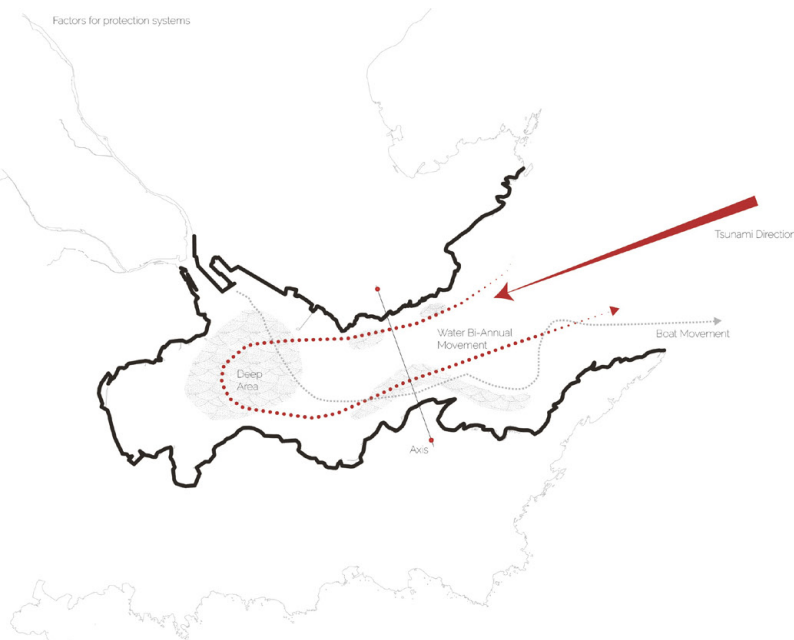 Factors for protection systems
Tsunami Direction
Water Bi-Annual
Movement
Boat Movement
Deep
Area
Axis